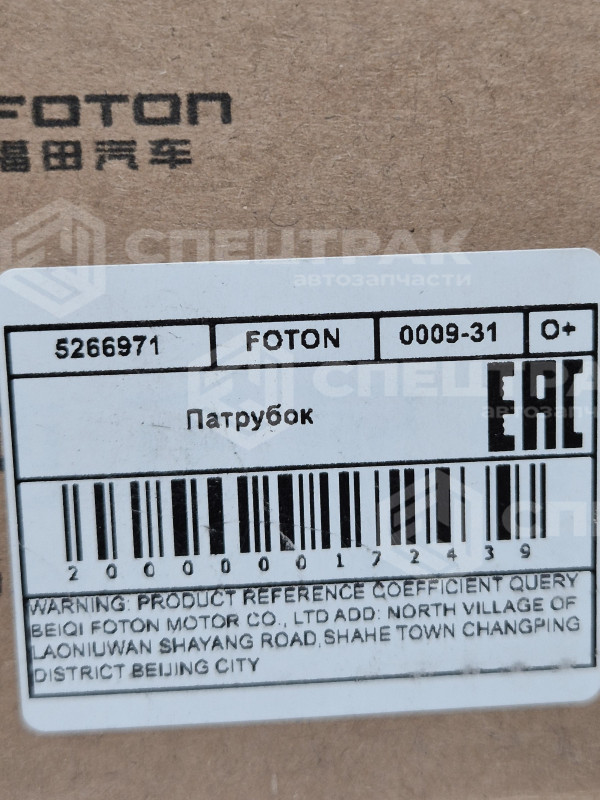 FOTON
福田汽车
СПЕЦТРАК
автозапчасти
5266971 FOTON 0009-31 O+
Патрубок
EAC
2000000172439
WARNING: PRODUCT REFERENCE COEFFICIENT QUERY
BEIQI FOTON MOTOR CO., LTD ADD: NORTH VILLAGE OF
LAONIUWAN SHAYANG ROAD,SHAHE TOWN CHANGPING
DISTRICT BEIJING CITY